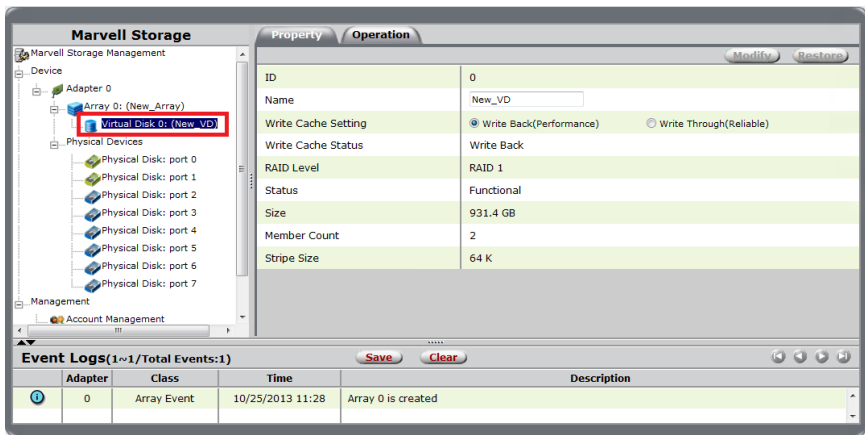 Marvell Storage
Property Operation
Marvell Storage Management
Modify Restore
Device
Adapter 0
Array 0: (New_Array)
Virtual Disk 0: (New_VD)
Physical Devices
Physical Disk: port 0
Physical Disk: port 1
Physical Disk: port 2
Physical Disk: port 3
Physical Disk: port 4
Physical Disk: port 5
Physical Disk: port 6
Physical Disk: port 7
Management
Account Management
ID 0
Name New_VD
Write Cache Setting Write Back(Performance) Write Through(Reliable)
Write Cache Status Write Back
RAID Level RAID 1
Status Functional
Size 931.4 GB
Member Count 2
Stripe Size 64 K
Event Logs(1~1/Total Events:1) Save Clear
Adapter Class Time Description
0 Array Event 10/25/2013 11:28 Array 0 is created